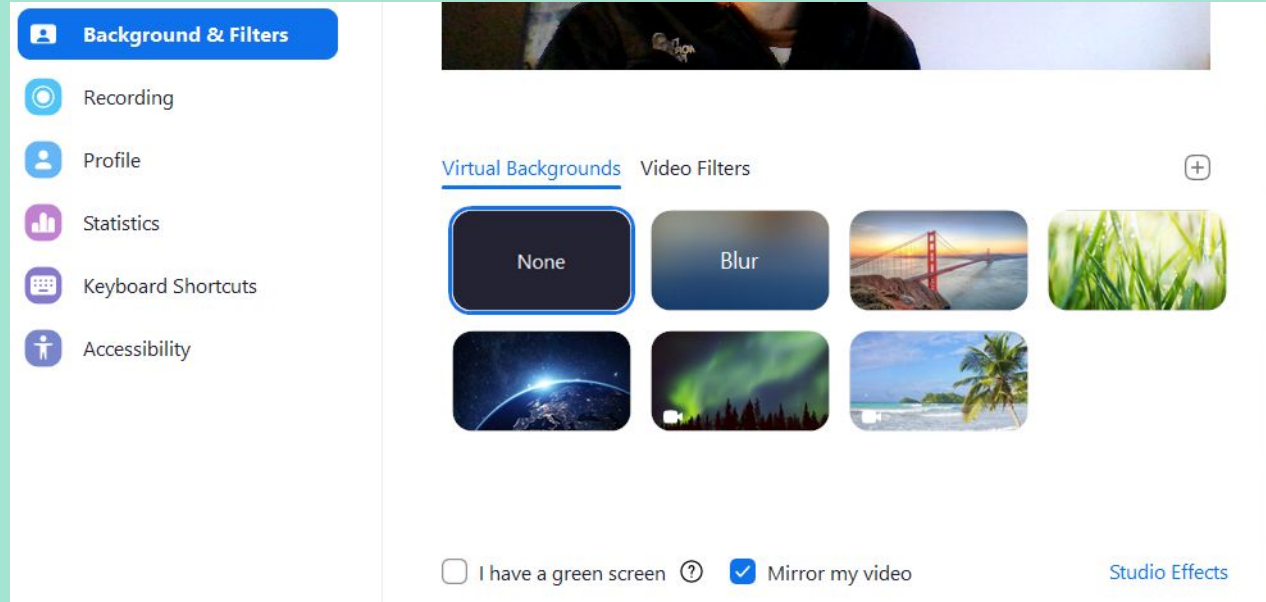 Background & Filters
Recording
Profile
Statistics
Keyboard Shortcuts
Accessibility
Virtual Backgrounds Video Filters
None
Blur
I have a green screen ? Mirror my video
Studio Effects